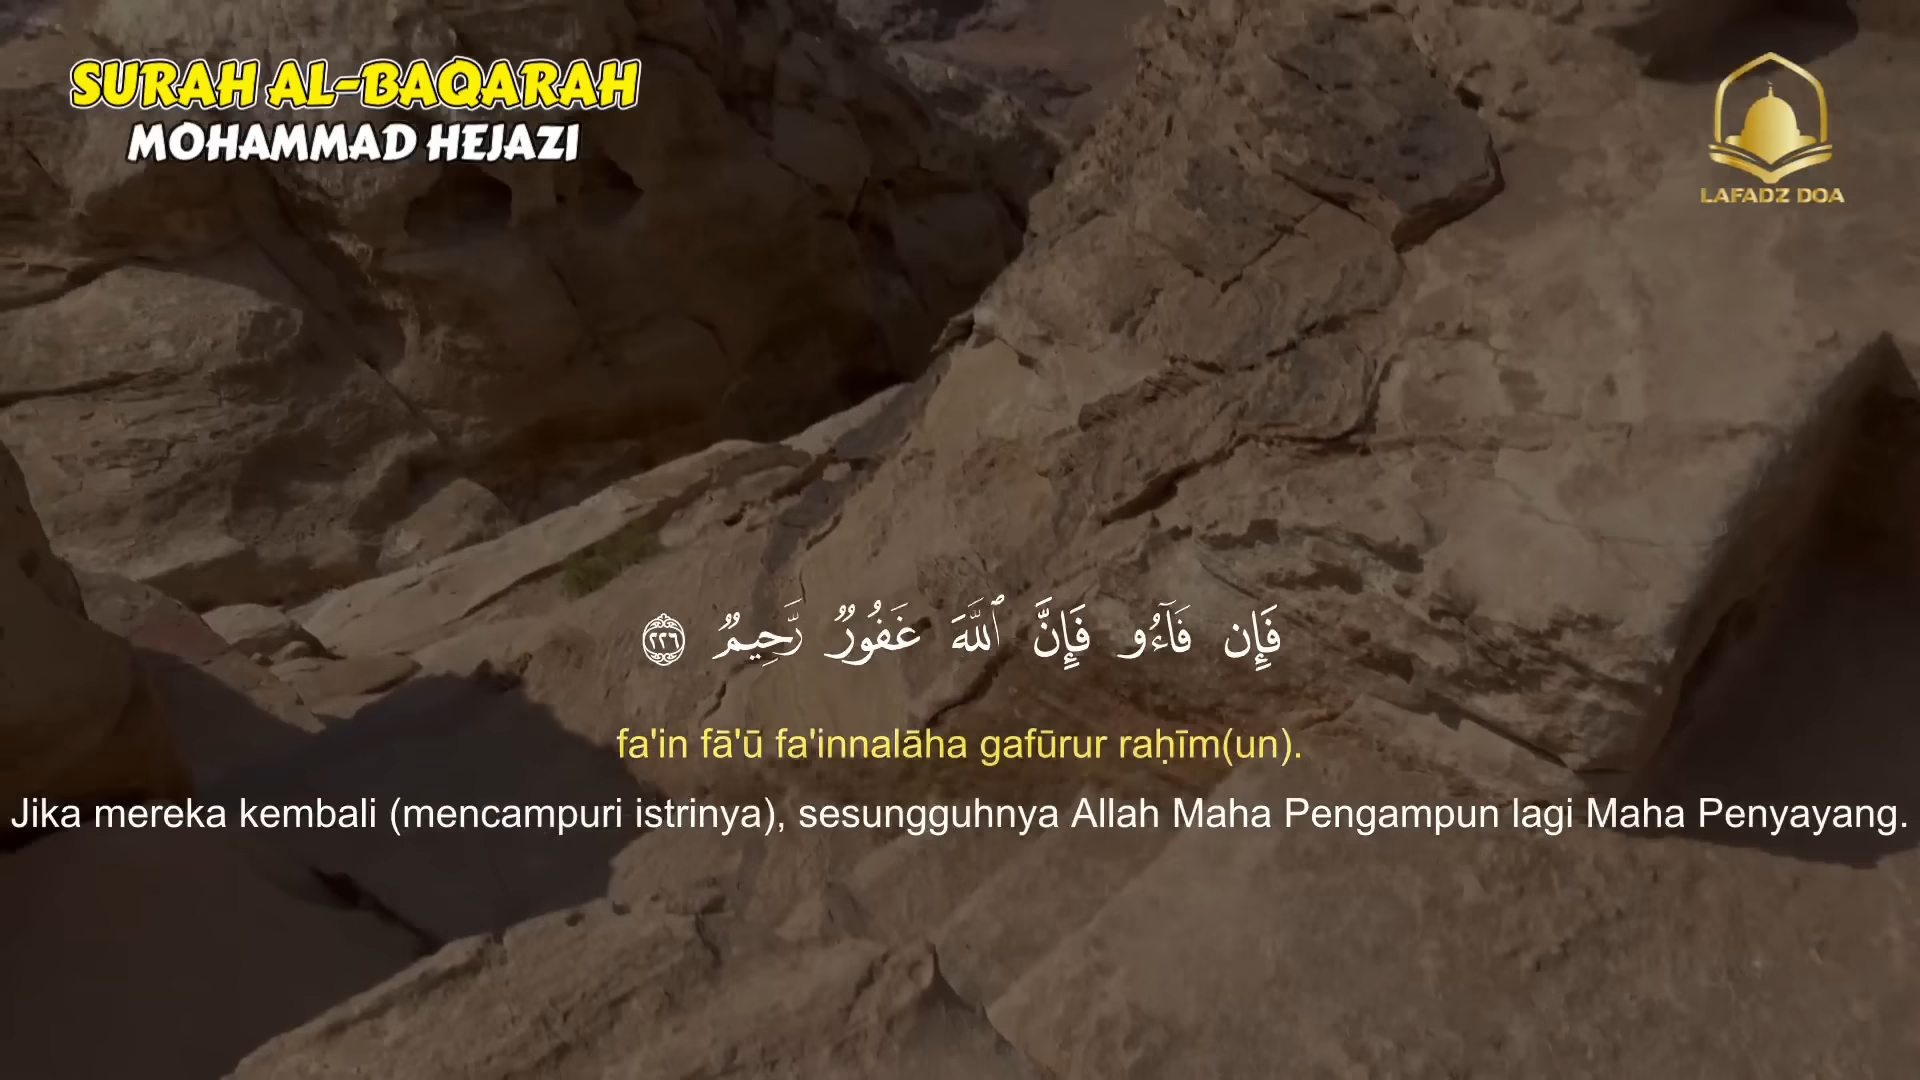 SURAH AL-BAQARAH
MOHAMMAD HEJAZI
LAFADZ DOA
فَإِن فَآءُو فَإِنَّ ٱللَّهَ غَفُورٌ رَّحِيمٌ ٢٢٦
fa'in fā'ū fa'innalāha gafūrur raḥīm(un).
Jika mereka kembali (mencampuri istrinya), sesungguhnya Allah Maha Pengampun lagi Maha Penyayang.